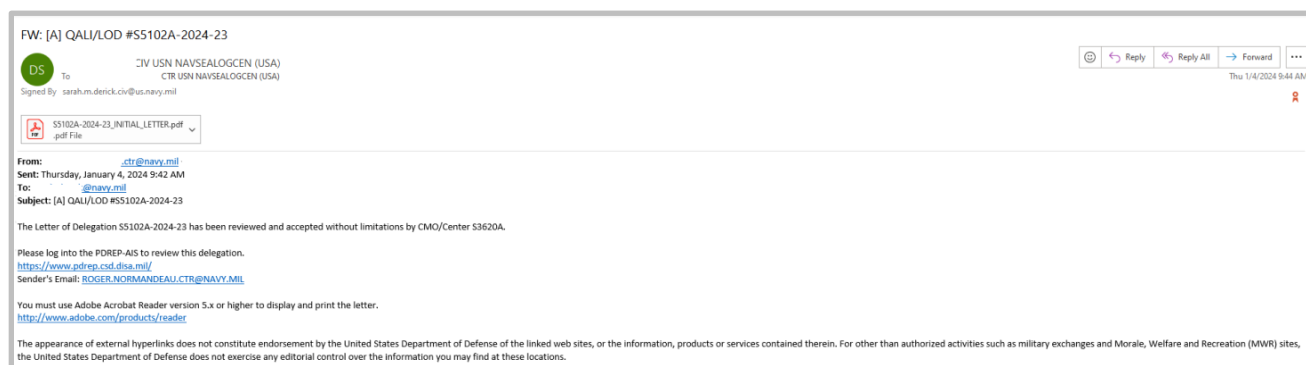 FW: [A] QALI/LOD #S5102A-2024-23
DS
CIV USN NAVSEALOGCEN (USA)
To CTR USN NAVSEALOGCEN (USA)
Signed By sarah.m.derick.civ@us.navy.mil
Reply Reply All Forward ...
Thu 1/4/2024 9:44 AM
S5102A-2024-23_INITIAL_LETTER.pdf
.pdf File
From: .ctr@navy.mil
Sent: Thursday, January 4, 2024 9:42 AM
To: @navy.mil
Subject: [A] QALI/LOD #S5102A-2024-23
The Letter of Delegation S5102A-2024-23 has been reviewed and accepted without limitations by CMO/Center S3620A.
Please log into the PDREP-AIS to review this delegation.
https://www.pdrep.csd.disa.mil/
Sender's Email: ROGER.NORMANDEAU.CTR@NAVY.MIL
You must use Adobe Acrobat Reader version 5.x or higher to display and print the letter.
http://www.adobe.com/products/reader
The appearance of external hyperlinks does not constitute endorsement by the United States Department of Defense of the linked web sites, or the information, products or services contained therein. For other than authorized activities such as military exchanges and Morale, Welfare and Recreation (MWR) sites,
the United States Department of Defense does not exercise any editorial control over the information you may find at these locations.